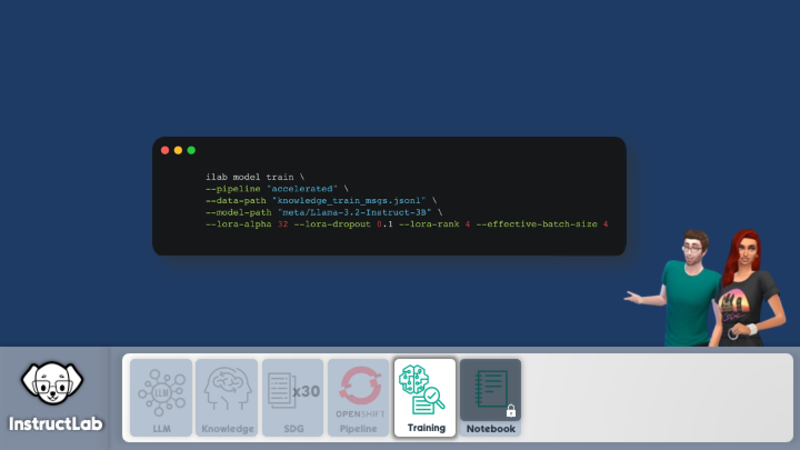 ilab model train \
--pipeline "accelerated" \
--data-path "knowledge_train_msgs.jsonl" \
--model-path "meta/Llama-3.2-Instruct-3B" \
--lora-alpha 32 --lora-dropout 0.1 --lora-rank 4 --effective-batch-size 4
InstructLab
LLM
LLM
Knowledge
x30
SDG
OPENSHIFT
Pipeline
Training
Notebook